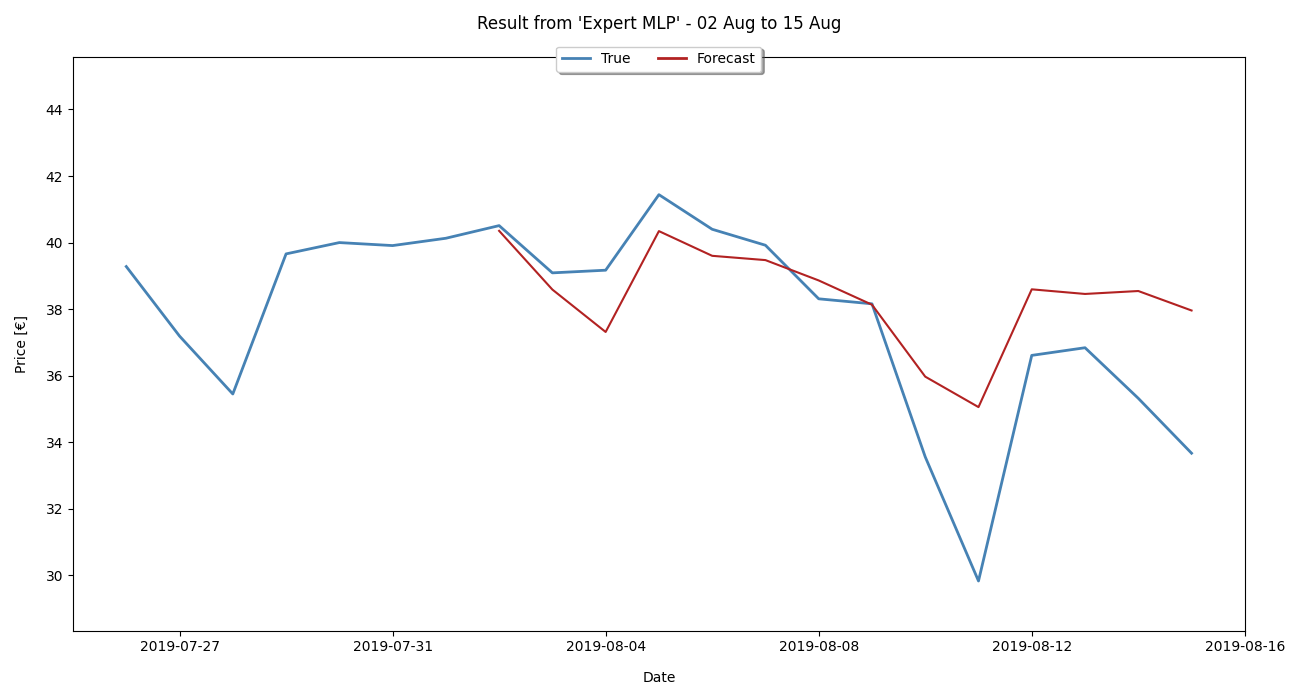 Result from 'Expert MLP' - 02 Aug to 15 Aug
True
Forecast
44
42
40
38
36
34
32
30
Price [€]
2019-07-27
2019-07-31
2019-08-04
2019-08-08
2019-08-12
2019-08-16
Date